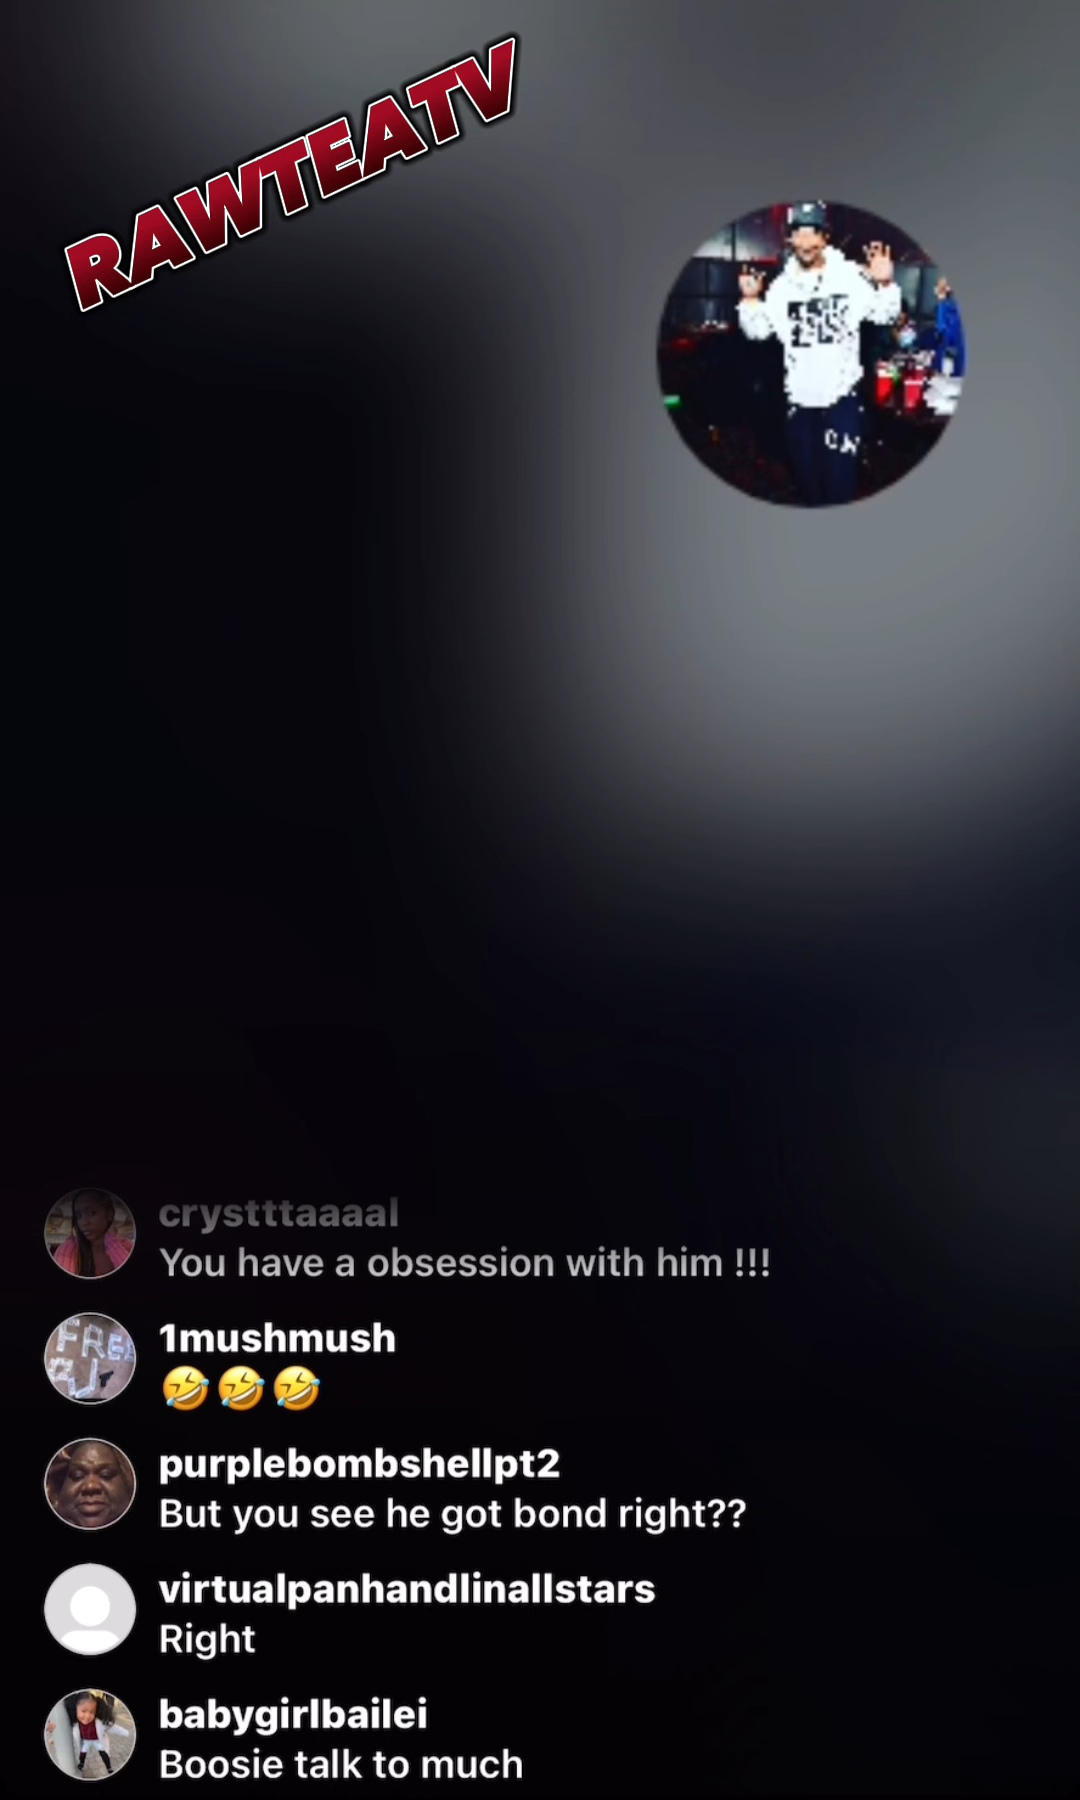 RAWTEATV
crystttaaaal
You have a obsession with him !!!
1mushmush
🤣🤣🤣
purplebombshellpt2
But you see he got bond right??
virtualpanhandlinallstars
Right
babygirlbailei
Boosie talk to much
FREE